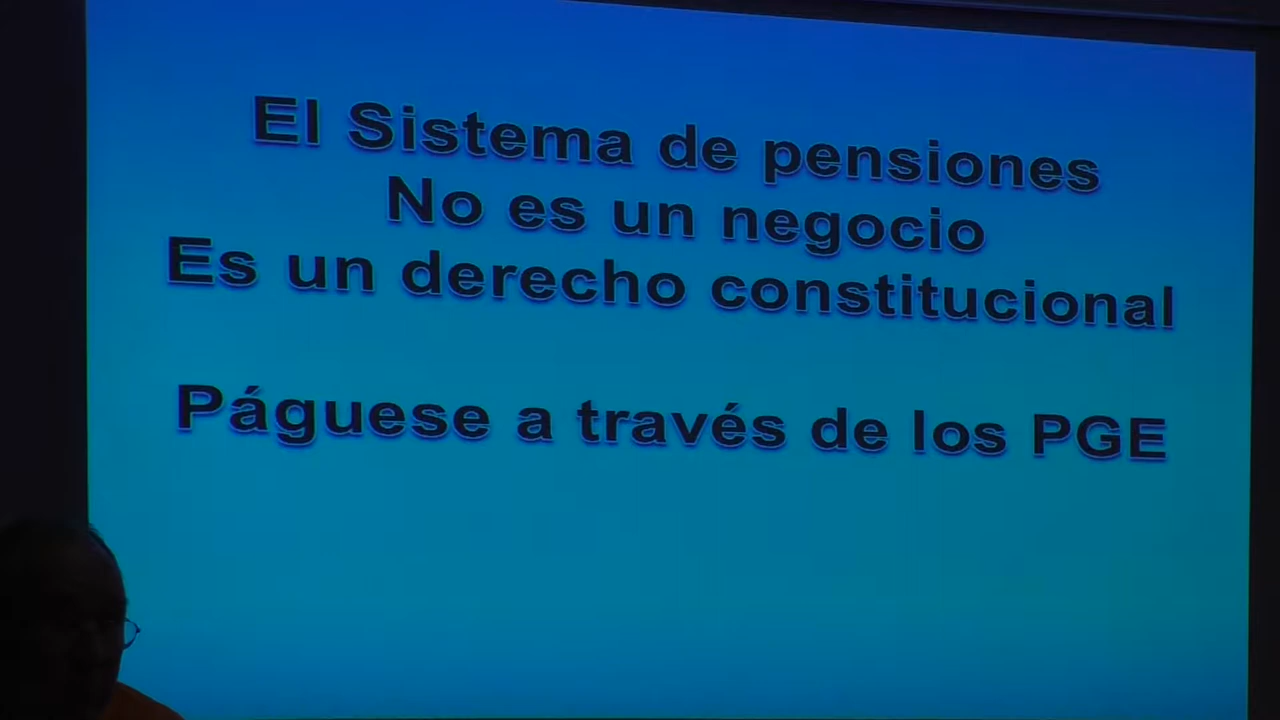 El Sistema de pensiones
No es un negocio
Es un derecho constitucional
Páguese a través de los PGE